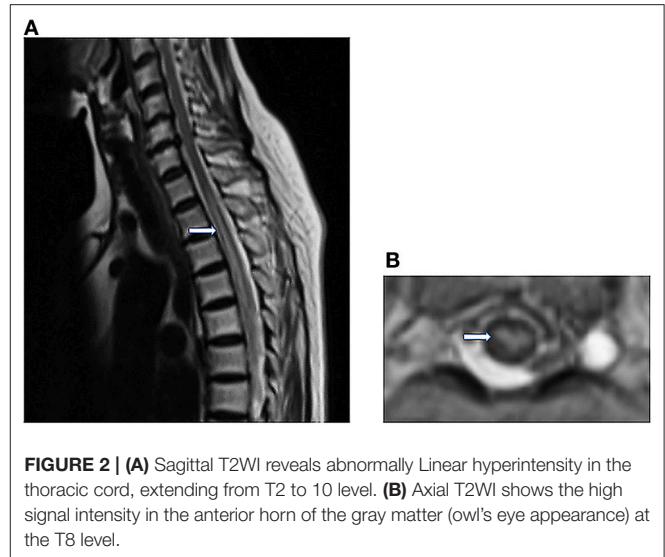 A
B
FIGURE 2 | (A) Sagittal T2WI reveals abnormally Linear hyperintensity in the
thoracic cord, extending from T2 to 10 level. (B) Axial T2WI shows the high
signal intensity in the anterior horn of the gray matter (owl's eye appearance) at
the T8 level.